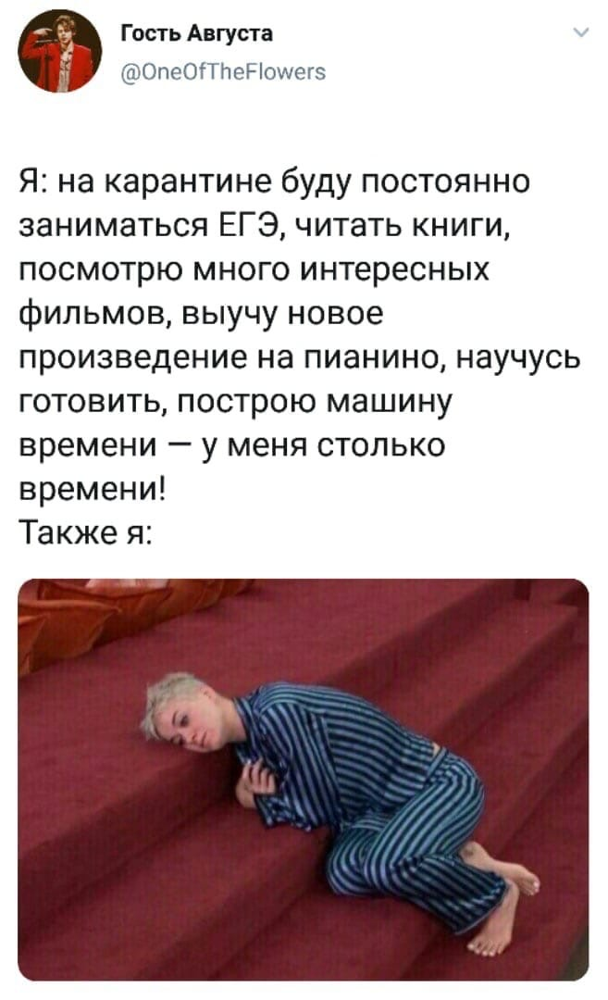 Гость Августа
@OneOfTheFlowers
Я: на карантине буду постоянно
заниматься ЕГЭ, читать книги,
посмотрю много интересных
фильмов, выучу новое
произведение на пианино, научусь
готовить, построю машину
времени — у меня столько
времени!
Также я: